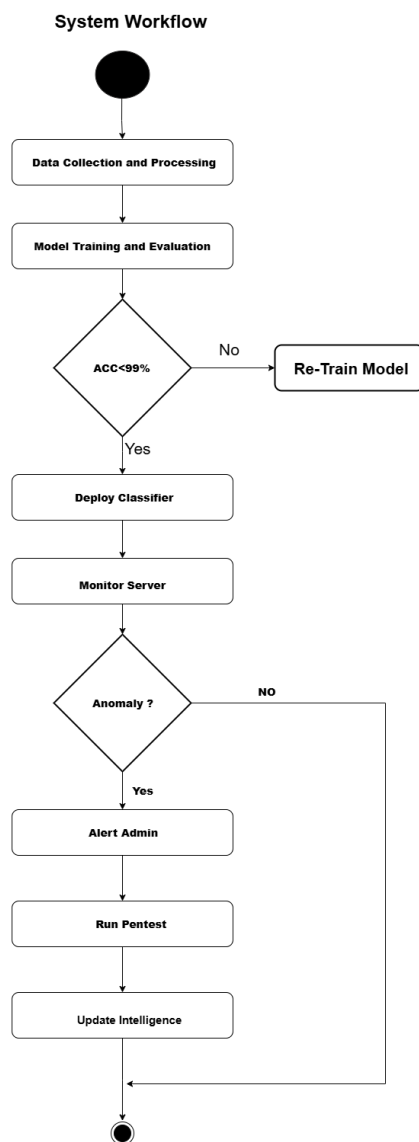 System Workflow
Data Collection and Processing
Model Training and Evaluation
ACC<99%
No
Re-Train Model
Yes
Deploy Classifier
Monitor Server
Anomaly ?
NO
Yes
Alert Admin
Run Pentest
Update Intelligence